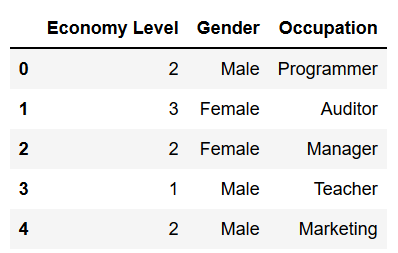 Economy Level Gender Occupation
0 2 Male Programmer
1 3 Female Auditor
2 2 Female Manager
3 1 Male Teacher
4 2 Male Marketing